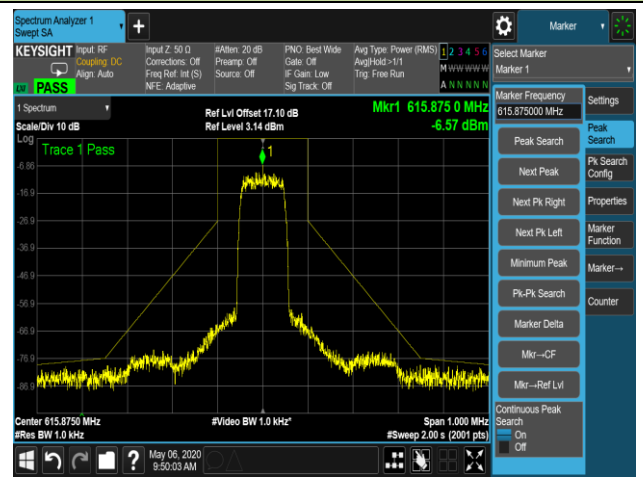 Spectrum Analyzer 1
Swept SA
+
Marker
KEYSIGHT
LXI
PASS
Input: RF
Coupling: DC
Align: Auto
Input Z: 50 Ω
Corrections: Off
Freq Ref: Int (S)
NFE: Adaptive
#Atten: 20 dB
Preamp: Off
Source: Off
PNO: Best Wide
Gate: Off
IF Gain: Low
Sig Track: Off
Avg Type: Power (RMS)
Avg|Hold:>1/1
Trig: Free Run
1 2 3 4 5 6
M W W W W W
A N N N N N
Select Marker
Marker 1
1 Spectrum
Scale/Div 10 dB
Log
Ref Lvl Offset 17.10 dB
Ref Level 3.14 dBm
Mkr1 615.875 0 MHz
-6.57 dBm
Trace 1 Pass
1
-6.86
-16.9
-26.9
-36.9
-46.9
-56.9
-66.9
-76.9
-86.9
Center 615.8750 MHz
#Res BW 1.0 kHz
#Video BW 1.0 kHz*
Span 1.000 MHz
#Sweep 2.00 s (2001 pts)
Marker Frequency
615.875000 MHz
Peak Search
Next Peak
Next Pk Right
Next Pk Left
Minimum Peak
Pk-Pk Search
Marker Delta
Mkr→CF
Mkr→Ref Lvl
Continuous Peak
Search
On
Off
Settings
Peak
Search
Pk Search
Config
Properties
Marker
Function
Marker→
Counter
?
May 06, 2020
9:50:03 AM